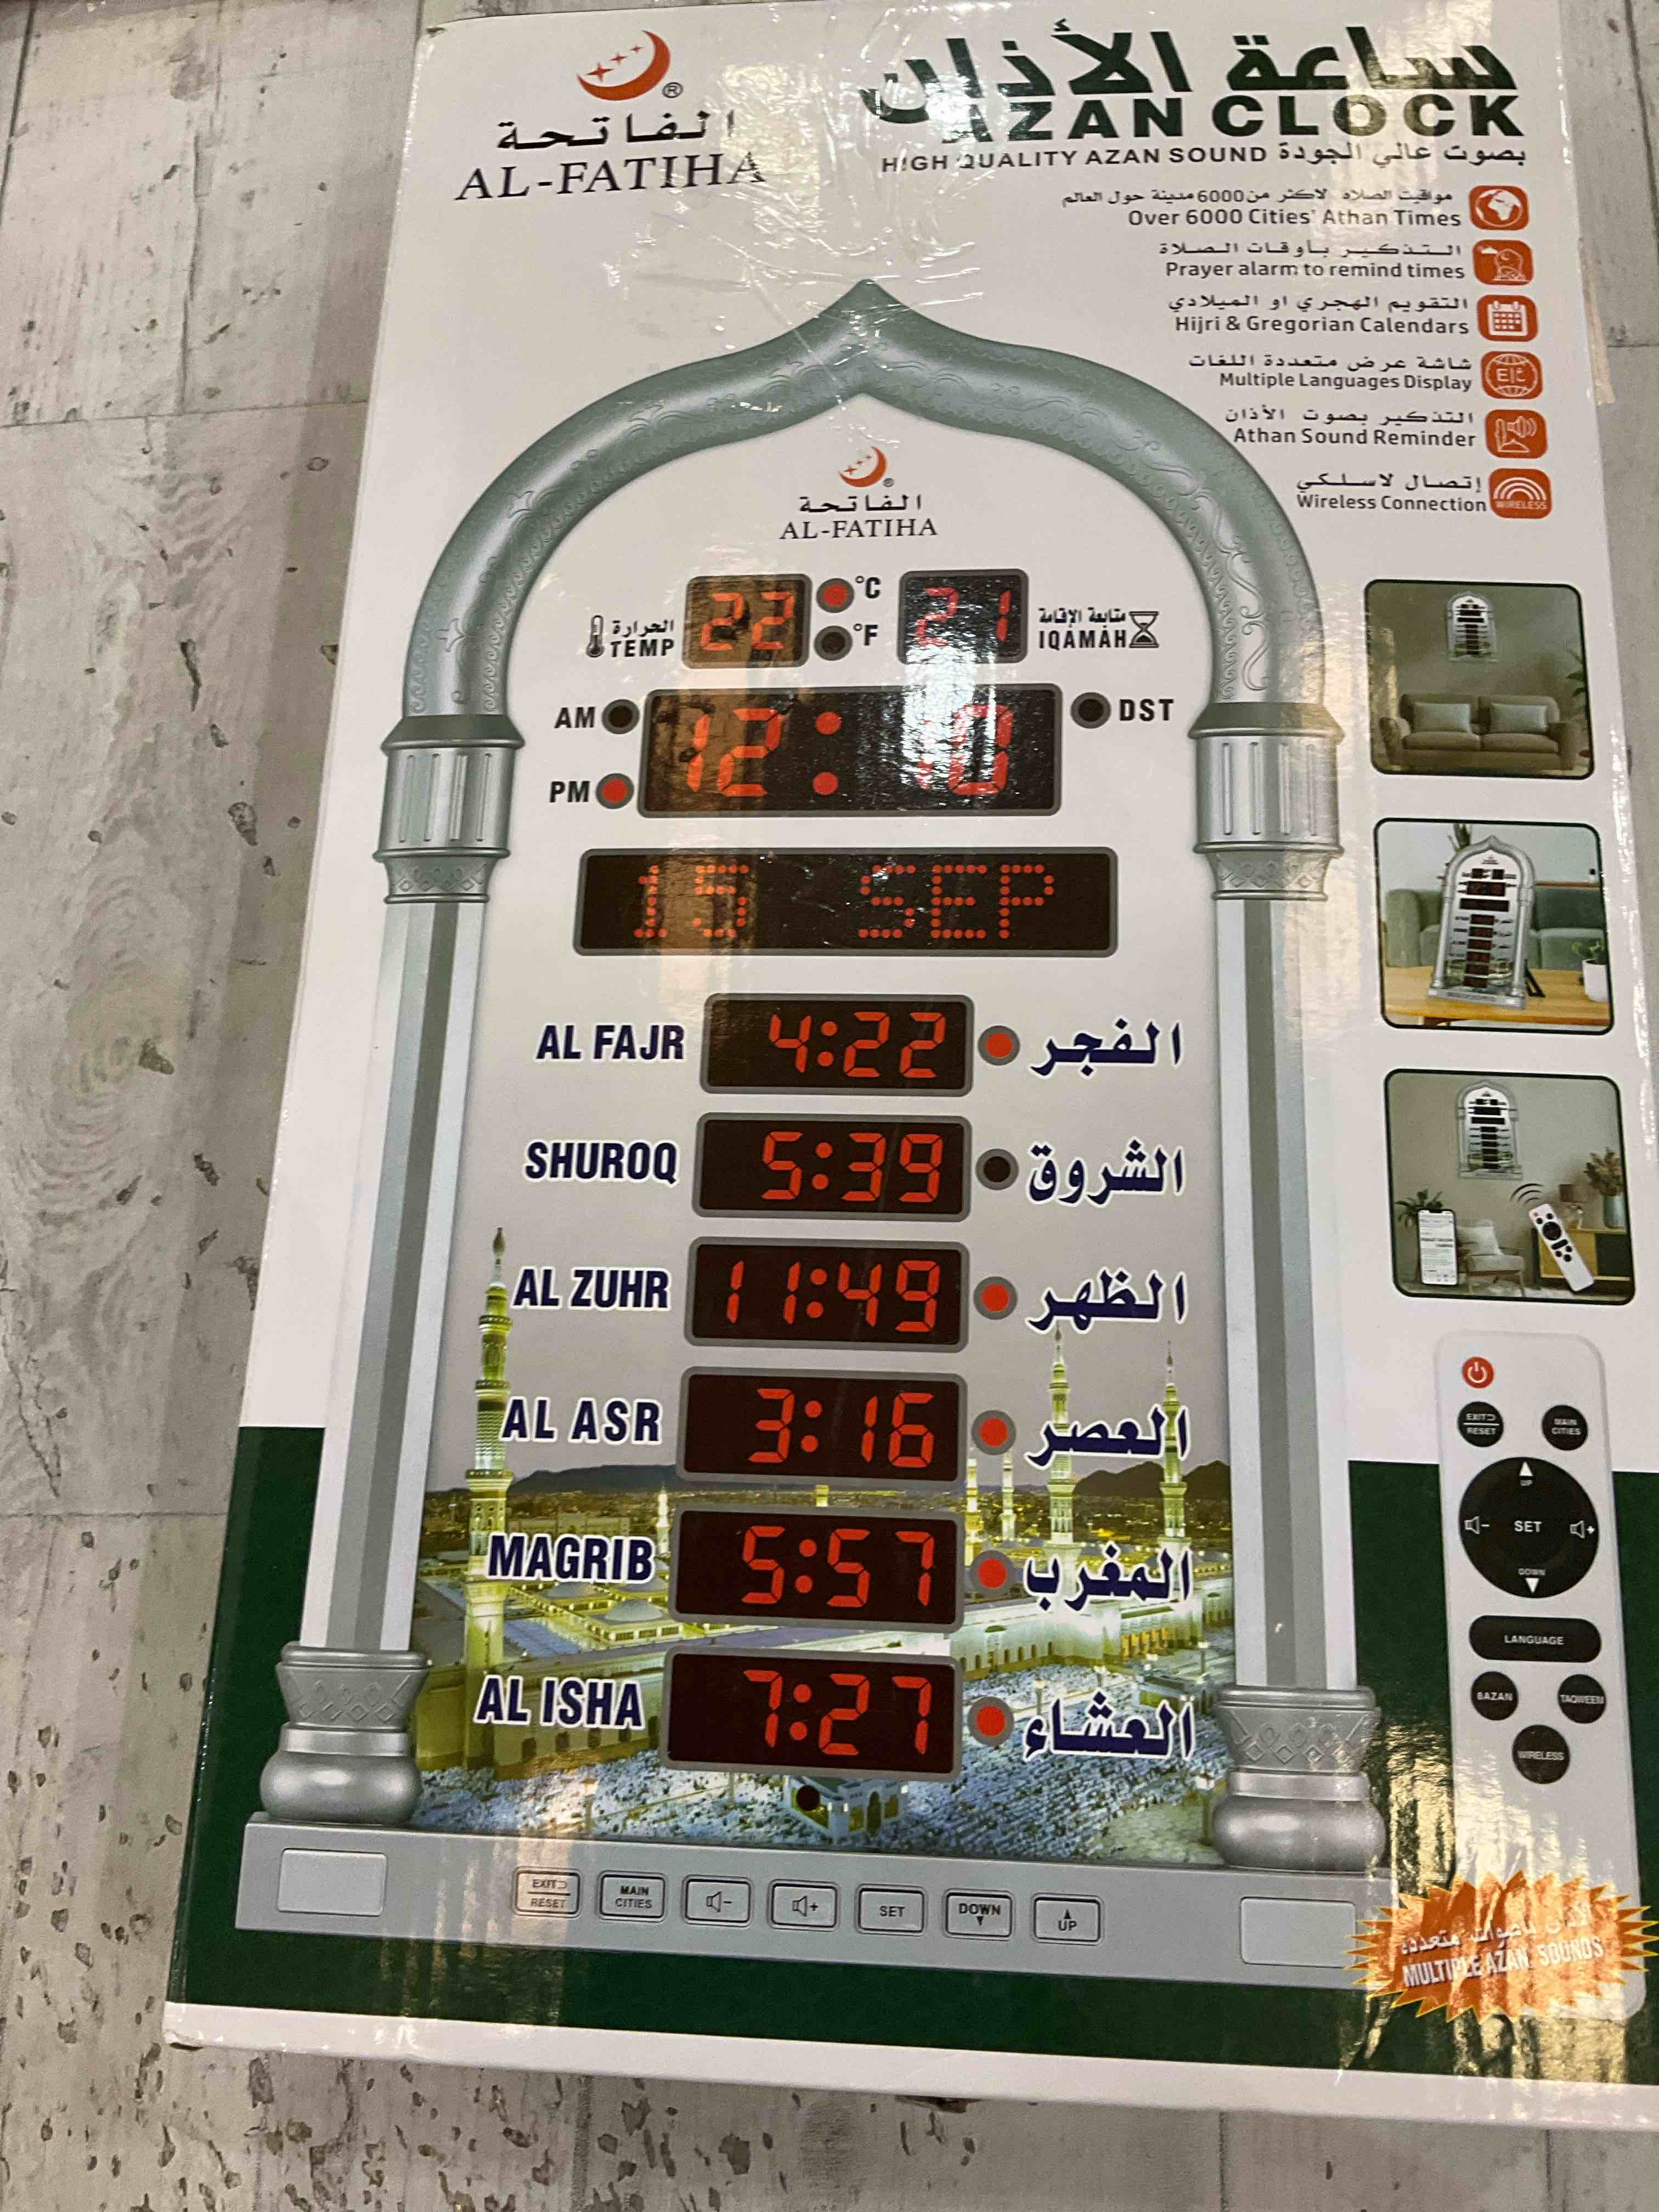 الفاتحة
AL-FATIHA
ساعة الأذان
AZAN CLOCK
HIGH QUALITY AZAN SOUND بصوت عالي الجودة
مواقيت الصلاه لاكثر من 6000 مدينة حول العالم
Over 6000 Cities' Athan Times
التذكير بأوقات الصلاة
Prayer alarm to remind times
التقويم الهجري او الميلادي
Hijri & Gregorian Calendars
شاشة عرض متعددة اللغات
Multiple Languages Display
التذكير بصوت الأذان
Athan Sound Reminder
إتصال لاسلكي
Wireless Connection
WIRELESS
الفاتحة
AL-FATIHA
الحرارة
TEMP
22
°C
°F
21
متابعة الإقامة
IQAMAH
AM
PM
12:10
DST
15 SEP
AL FAJR 4:22 الفجر
SHUROQ 5:39 الشروق
AL ZUHR 11:49 الظهر
AL ASR 3:16 العصر
MAGRIB 5:57 المغرب
AL ISHA 7:27 العشاء
EXIT
RESET
MAIN
CITIES
SET
DOWN
UP
EXIT
RESET
MAIN
CITIES
UP
SET
DOWN
LANGUAGE
TAQWEEM
WIRELESS
بأصوات متعددة
MULTIPLE AZAN SOUNDS